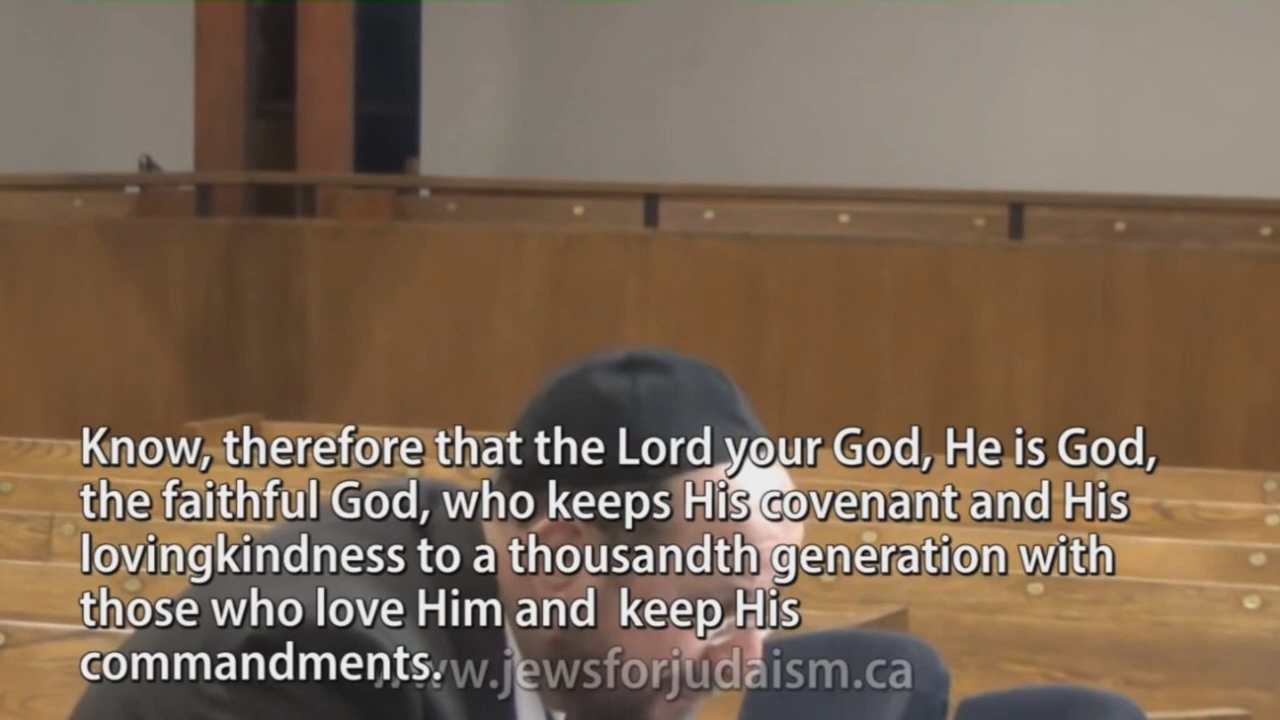 Know, therefore that the Lord your God, He is God,
the faithful God, who keeps His covenant and His
lovingkindness to a thousandth generation with
those who love Him and  keep His
commandments.
www.jewsforjudaism.ca